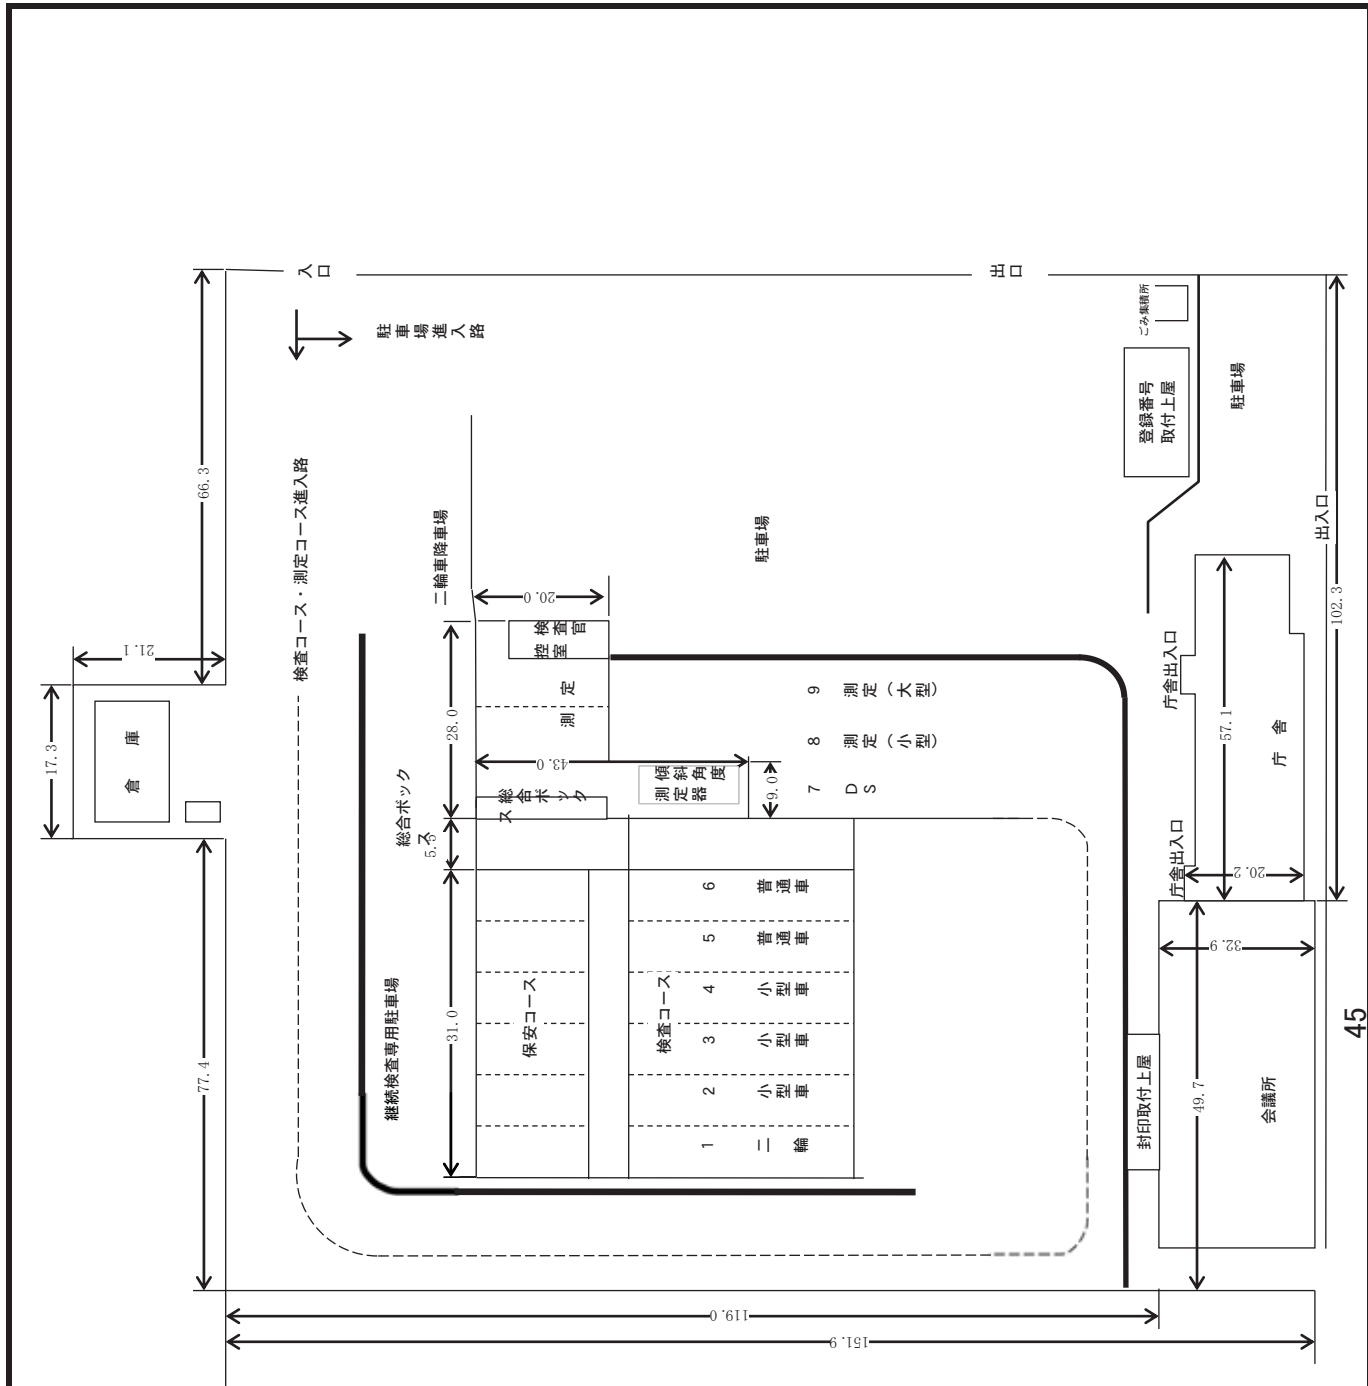 入口
出口
駐車場進入路
ごみ集積所
登録番号
取付上屋
駐車場
66.3
検査コース・測定コース進入路
二輪車降車場
駐車場
出入口
102.3
21.1
20.0
検査官
控室
測定
28.0
43.0
9 測定(大型)
8 測定(小型)
7 DS
9.0
傾斜角度
測定器
総合ボック
ス
総合ボック
ス
5.5
17.3
倉庫
庁舎出入口
57.1
庁舎
庁舎出入口
20.2
77.4
継続検査専用駐車場
31.0
保安コース
検査コース
6 普通車
5 普通車
4 小型車
3 小型車
2 小型車
1 二輪
封印取付上屋
32.9
49.7
会議所
119.0
151.9
45